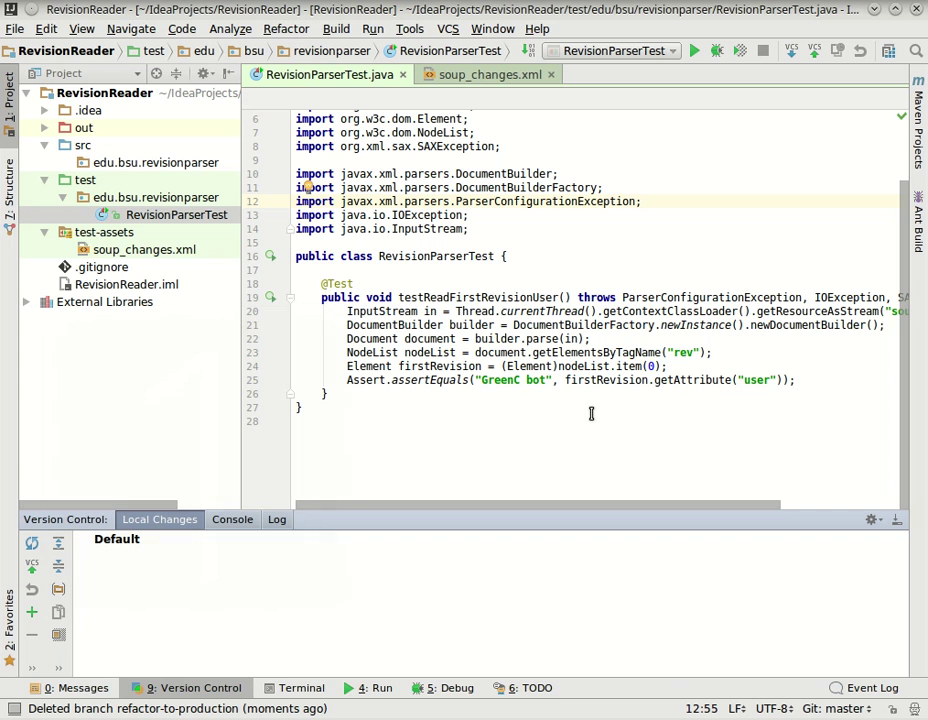 RevisionReader - [~/IdeaProjects/RevisionReader] - [RevisionReader] - ~/IdeaProjects/RevisionReader/test/edu/bsu/revisionparser/RevisionParserTest.java - I...
File Edit View Navigate Code Analyze Refactor Build Run Tools VCS Window Help
RevisionReader test edu bsu revisionparser RevisionParserTest RevisionParserTest VCS VCS
Project
RevisionParserTest.java soup_changes.xml
1: Project
7: Structure
2: Favorites
RevisionReader ~/IdeaProjects/
.idea
out
src
edu.bsu.revisionparser
test
edu.bsu.revisionparser
RevisionParserTest
test-assets
soup_changes.xml
.gitignore
RevisionReader.iml
External Libraries
6 import org.w3c.dom.Element;
7 import org.w3c.dom.NodeList;
8 import org.xml.sax.SAXException;
9
10 import javax.xml.parsers.DocumentBuilder;
11 import javax.xml.parsers.DocumentBuilderFactory;
12 import javax.xml.parsers.ParserConfigurationException;
13 import java.io.IOException;
14 import java.io.InputStream;
15
16 public class RevisionParserTest {
17
18 @Test
19 public void testReadFirstRevisionUser() throws ParserConfigurationException, IOException, SA
20 InputStream in = Thread.currentThread().getContextClassLoader().getResourceAsStream("sou
21 DocumentBuilder builder = DocumentBuilderFactory.newInstance().newDocumentBuilder();
22 Document document = builder.parse(in);
23 NodeList nodeList = document.getElementsByTagName("rev");
24 Element firstRevision = (Element)nodeList.item(0);
25 Assert.assertEquals("GreenC bot", firstRevision.getAttribute("user"));
26 }
27 }
28
Maven Projects
Ant Build
Version Control: Local Changes Console Log
Default
VCS
0: Messages 9: Version Control Terminal 4: Run 5: Debug 6: TODO Event Log
Deleted branch refactor-to-production (moments ago) 12:55 LF UTF-8 Git: master